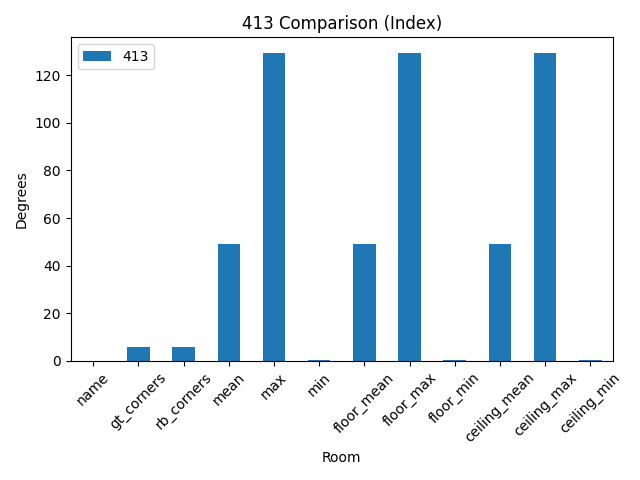 413 Comparison (Index)
413
Degrees
120
100
80
60
40
20
0
name
gt_corners
rb_corners
mean
max
min
floor_mean
floor_max
floor_min
ceiling_mean
ceiling_max
ceiling_min
Room